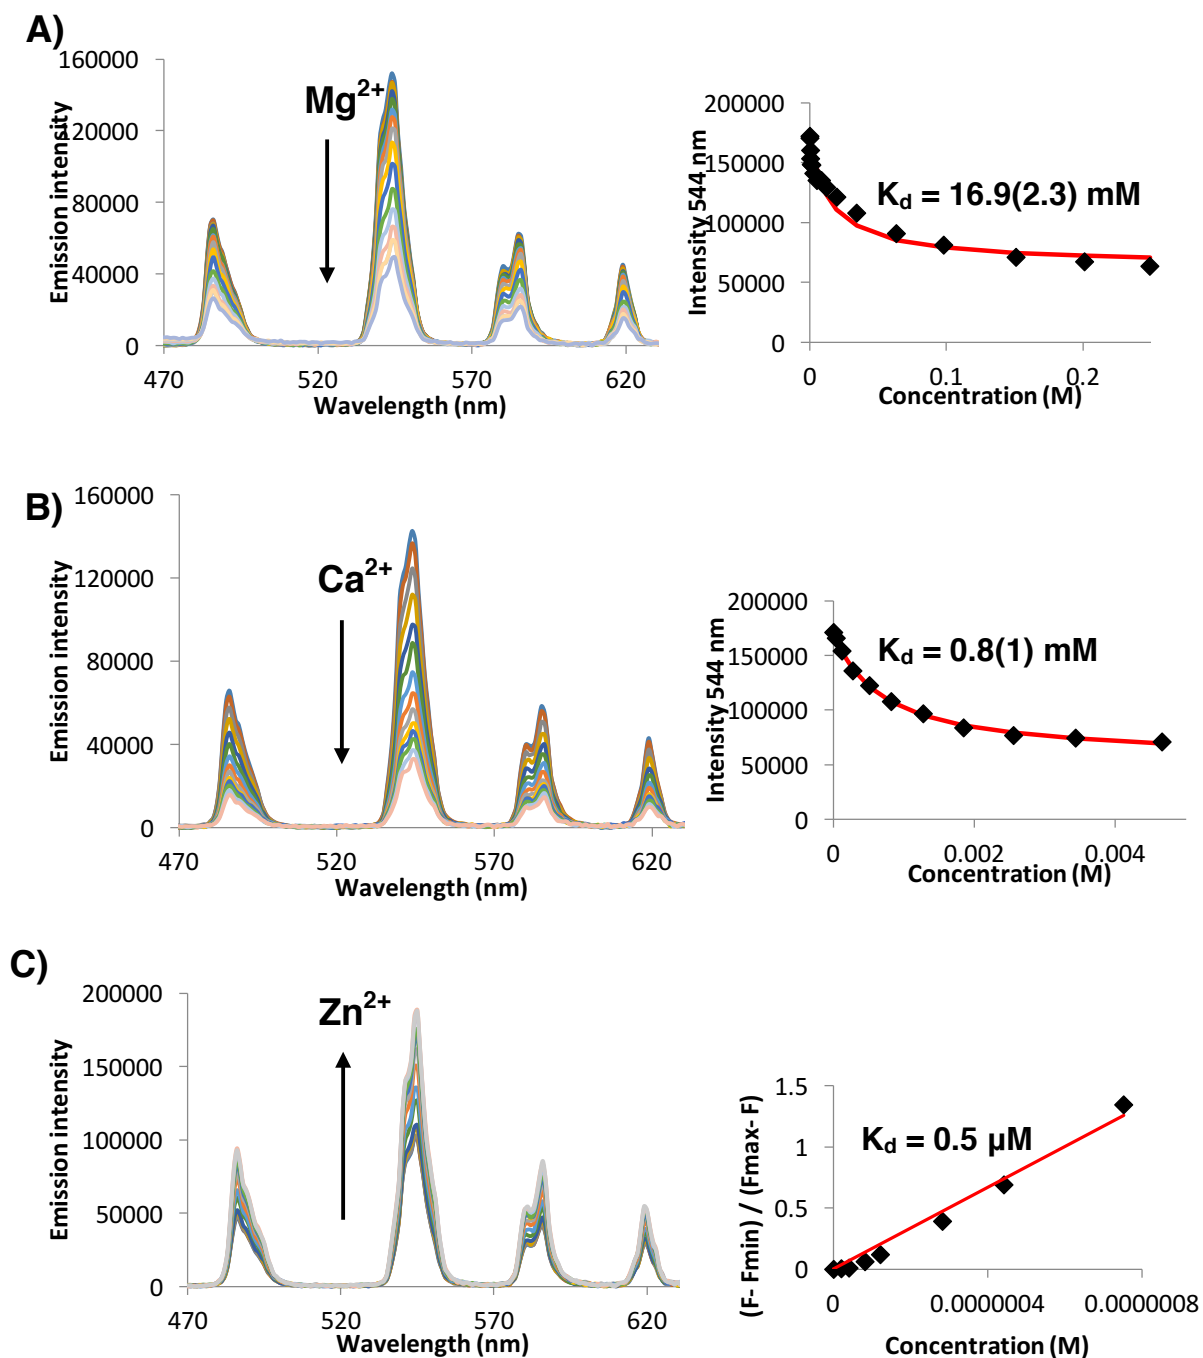 A)
Emission intensity
160000
120000
80000
40000
0
Mg2+
470
520
570
620
Wavelength (nm)
Intensity 544 nm
200000
150000
100000
50000
0
Kd = 16.9(2.3) mM
0
0.1
0.2
Concentration (M)
B)
Emission intensity
160000
120000
80000
40000
0
Ca2+
470
520
570
620
Wavelength (nm)
Intensity 544 nm
200000
150000
100000
50000
0
Kd = 0.8(1) mM
0
0.002
0.004
Concentration (M)
C)
Emission intensity
200000
150000
100000
50000
0
Zn2+
470
520
570
620
Wavelength (nm)
(F- Fmin) / (Fmax- F)
1.5
1
0.5
0
Kd = 0.5 µM
0
0.0000004
0.0000008
Concentration (M)